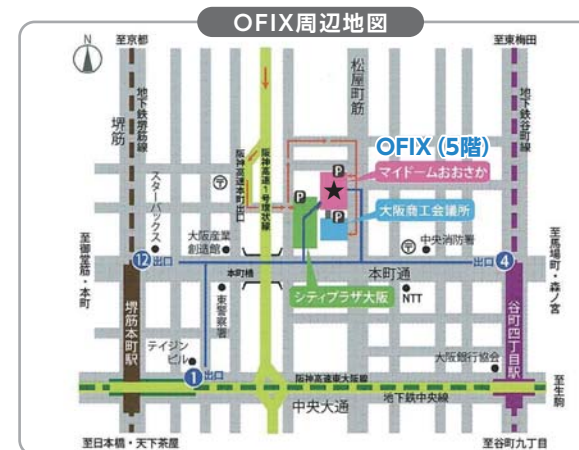 OFIX周辺地図
N
至京都
至東梅田
地下鉄堺筋線
堺筋
阪神高速本町出口
阪神高速1号環状線
松屋町筋
地下鉄谷町線
OFIX(5階)
P
マイドームおおさか
P
P
大阪商工会議所
スターバックス
〒
大阪産業
創造館
〒
中央消防署
至御堂筋・本町
12出口
本町橋
本町通
出口4
至馬場町・森ノ宮
シティプラザ大阪
NTT
堺筋本町駅
東警察署
谷町四丁目駅
テイジン
ビル
1出口
大阪銀行協会
阪神高速東大阪線
地下鉄中央線
中央大通
至生駒
至日本橋・天下茶屋
至谷町九丁目